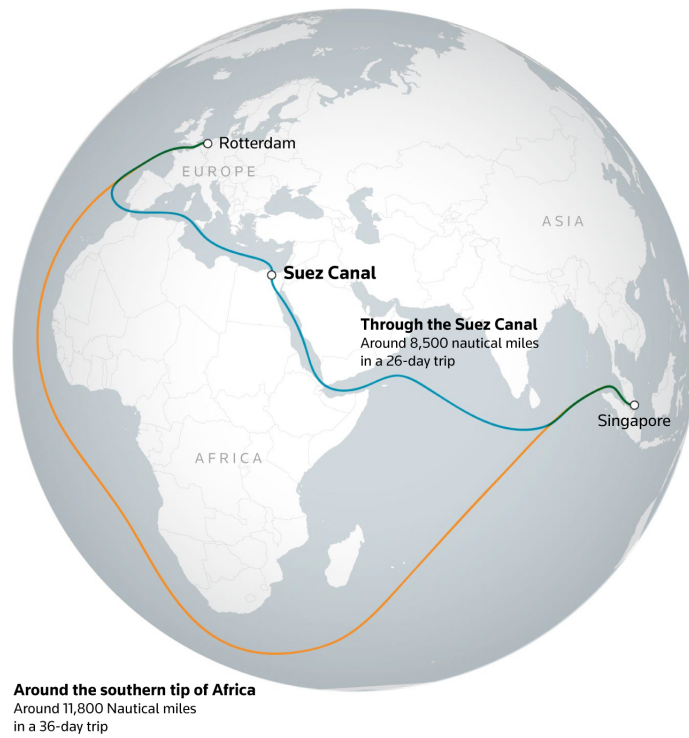 Rotterdam
EUROPE
ASIA
Suez Canal
Through the Suez Canal
Around 8,500 nautical miles
in a 26-day trip
Singapore
AFRICA
Around the southern tip of Africa
Around 11,800 Nautical miles
in a 36-day trip